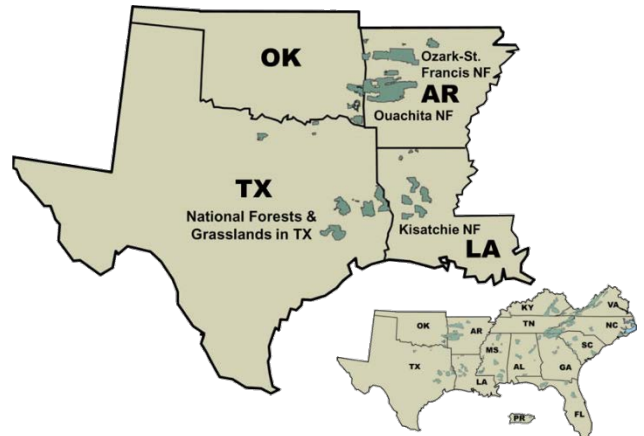 OK
Ozark-St.
Francis NF
AR
Ouachita NF
TX
National Forests &
Grasslands in TX
Kisatchie NF
LA
KY
VA
OK
AR
TN
NC
MS
SC
TX
LA
AL
GA
FL
PR